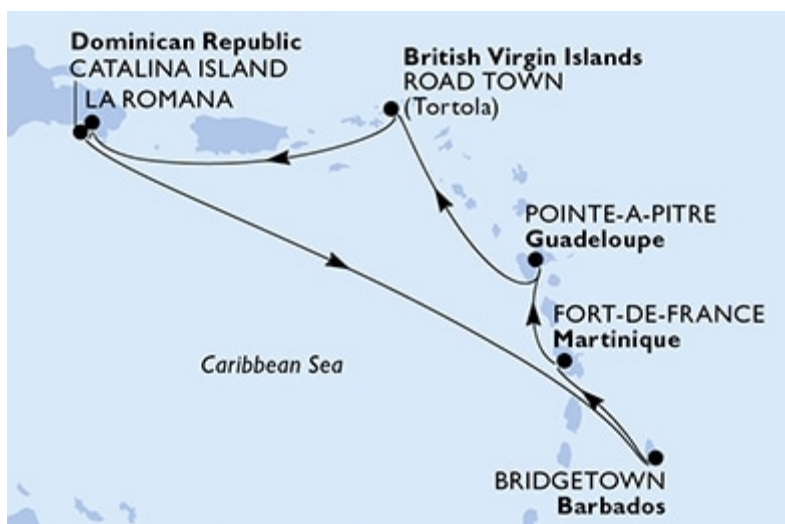 Dominican Republic
CATALINA ISLAND
LA ROMANA
British Virgin Islands
ROAD TOWN
(Tortola)
POINTE-A-PITRE
Guadeloupe
FORT-DE-FRANCE
Martinique
Caribbean Sea
BRIDGETOWN
Barbados